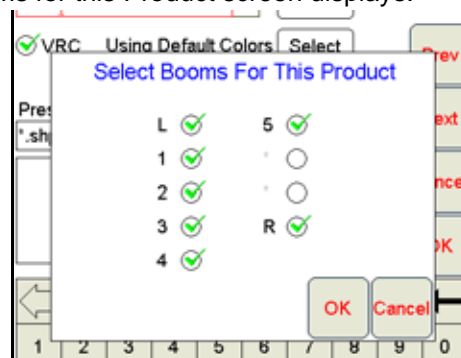 ns for this Product screen displays.
VRC Using Default Colors Select
Select Booms For This Product
L 5
1 *
2 *
3 R
4
OK Cancel
1 2 3 4 5 6 7 8 9 0